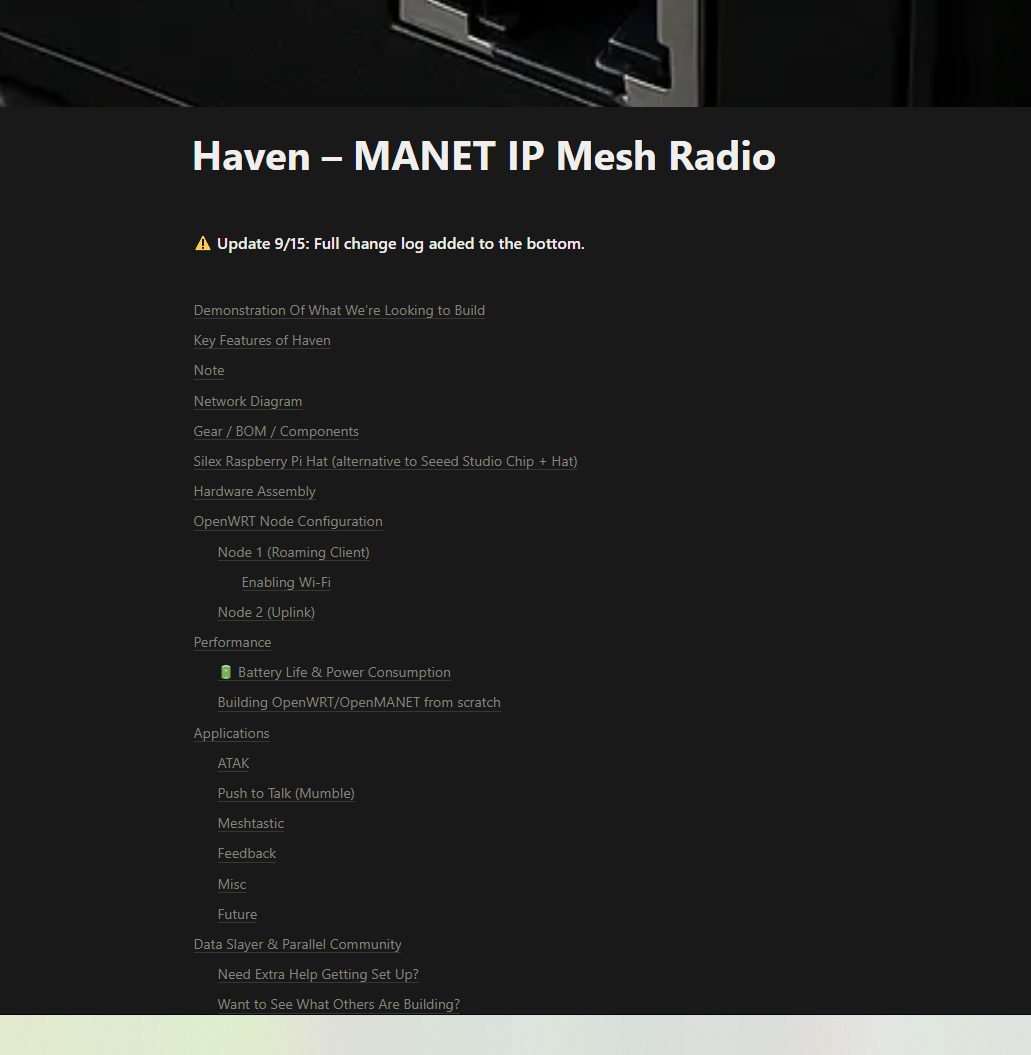 Haven – MANET IP Mesh Radio
⚠️ Update 9/15: Full change log added to the bottom.
Demonstration Of What We’re Looking to Build
Key Features of Haven
Note
Network Diagram
Gear / BOM / Components
Silex Raspberry Pi Hat (alternative to Seeed Studio Chip + Hat)
Hardware Assembly
OpenWRT Node Configuration
Node 1 (Roaming Client)
Enabling Wi-Fi
Node 2 (Uplink)
Performance
🔋 Battery Life & Power Consumption
Building OpenWRT/OpenMANET from scratch
Applications
ATAK
Push to Talk (Mumble)
Meshtastic
Feedback
Misc
Future
Data Slayer & Parallel Community
Need Extra Help Getting Set Up?
Want to See What Others Are Building?